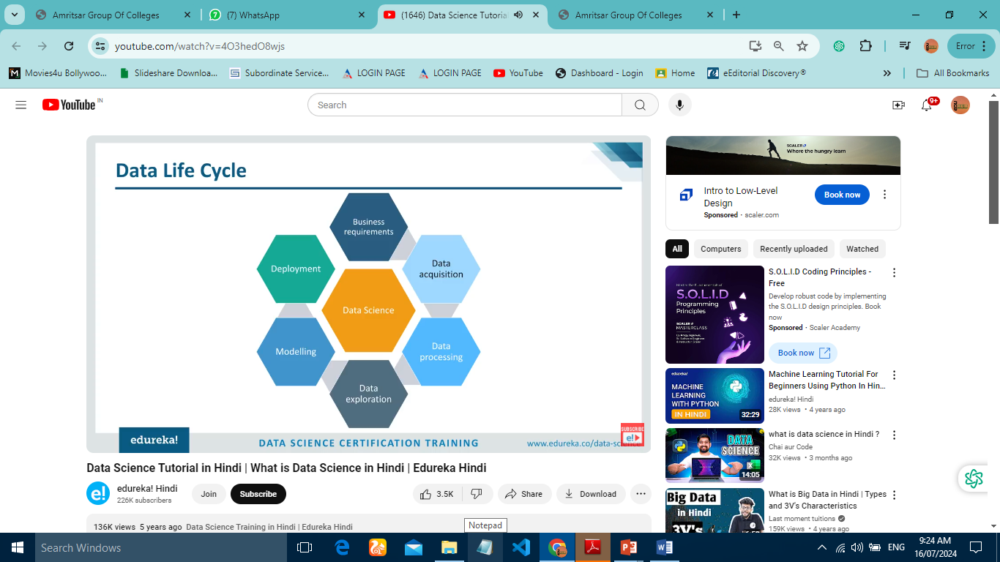 Amritsar Group Of Colleges
(7) WhatsApp
(1646) Data Science Tutorial
Amritsar Group Of Colleges
youtube.com/watch?v=4O3hedO8wjs
Error
Movies4u Bollywoo...
Slideshare Downloa...
Subordinate Service...
LOGIN PAGE
LOGIN PAGE
YouTube
Dashboard - Login
Home
eEditorial Discovery®
All Bookmarks
YouTube IN
Search
9+
Data Life Cycle
Business
requirements
Data
acquisition
Data
processing
Data
exploration
Modelling
Deployment
Data Science
edureka!
DATA SCIENCE CERTIFICATION TRAINING
www.edureka.co/data-science
SUBSCRIBE
e!
Data Science Tutorial in Hindi | What is Data Science in Hindi | Edureka Hindi
e!
edureka! Hindi
226K subscribers
Join
Subscribe
3.5K
Share
Download
136K views 5 years ago Data Science Training in Hindi | Edureka Hindi
SCALER
Where the hungry learn
Intro to Low-Level
Design
Sponsored · scaler.com
Book now
All
Computers
Recently uploaded
Watched
Master the Fundamentals of
S.O.L.I.D
Programming
Principles
SCALER
MASTERCLASS
S.O.L.I.D Coding Principles -
Free
Develop robust code by implementing
the S.O.L.I.D design principles. Book
now
Sponsored · Scaler Academy
Book now
edureka!
MACHINE
LEARNING
WITH PYTHON
IN HINDI
32:29
Machine Learning Tutorial For
Beginners Using Python In Hin...
edureka! Hindi
28K views • 4 years ago
DATA
SCIENCE
14:05
what is data science in Hindi ?
Chai aur Code
32K views • 3 months ago
Big Data
in Hindi
3V's
What is Big Data in Hindi | Types
and 3V's Characteristics
Last moment tuitions
159K views • 4 years ago
Notepad
Search Windows
ENG
9:24 AM
16/07/2024